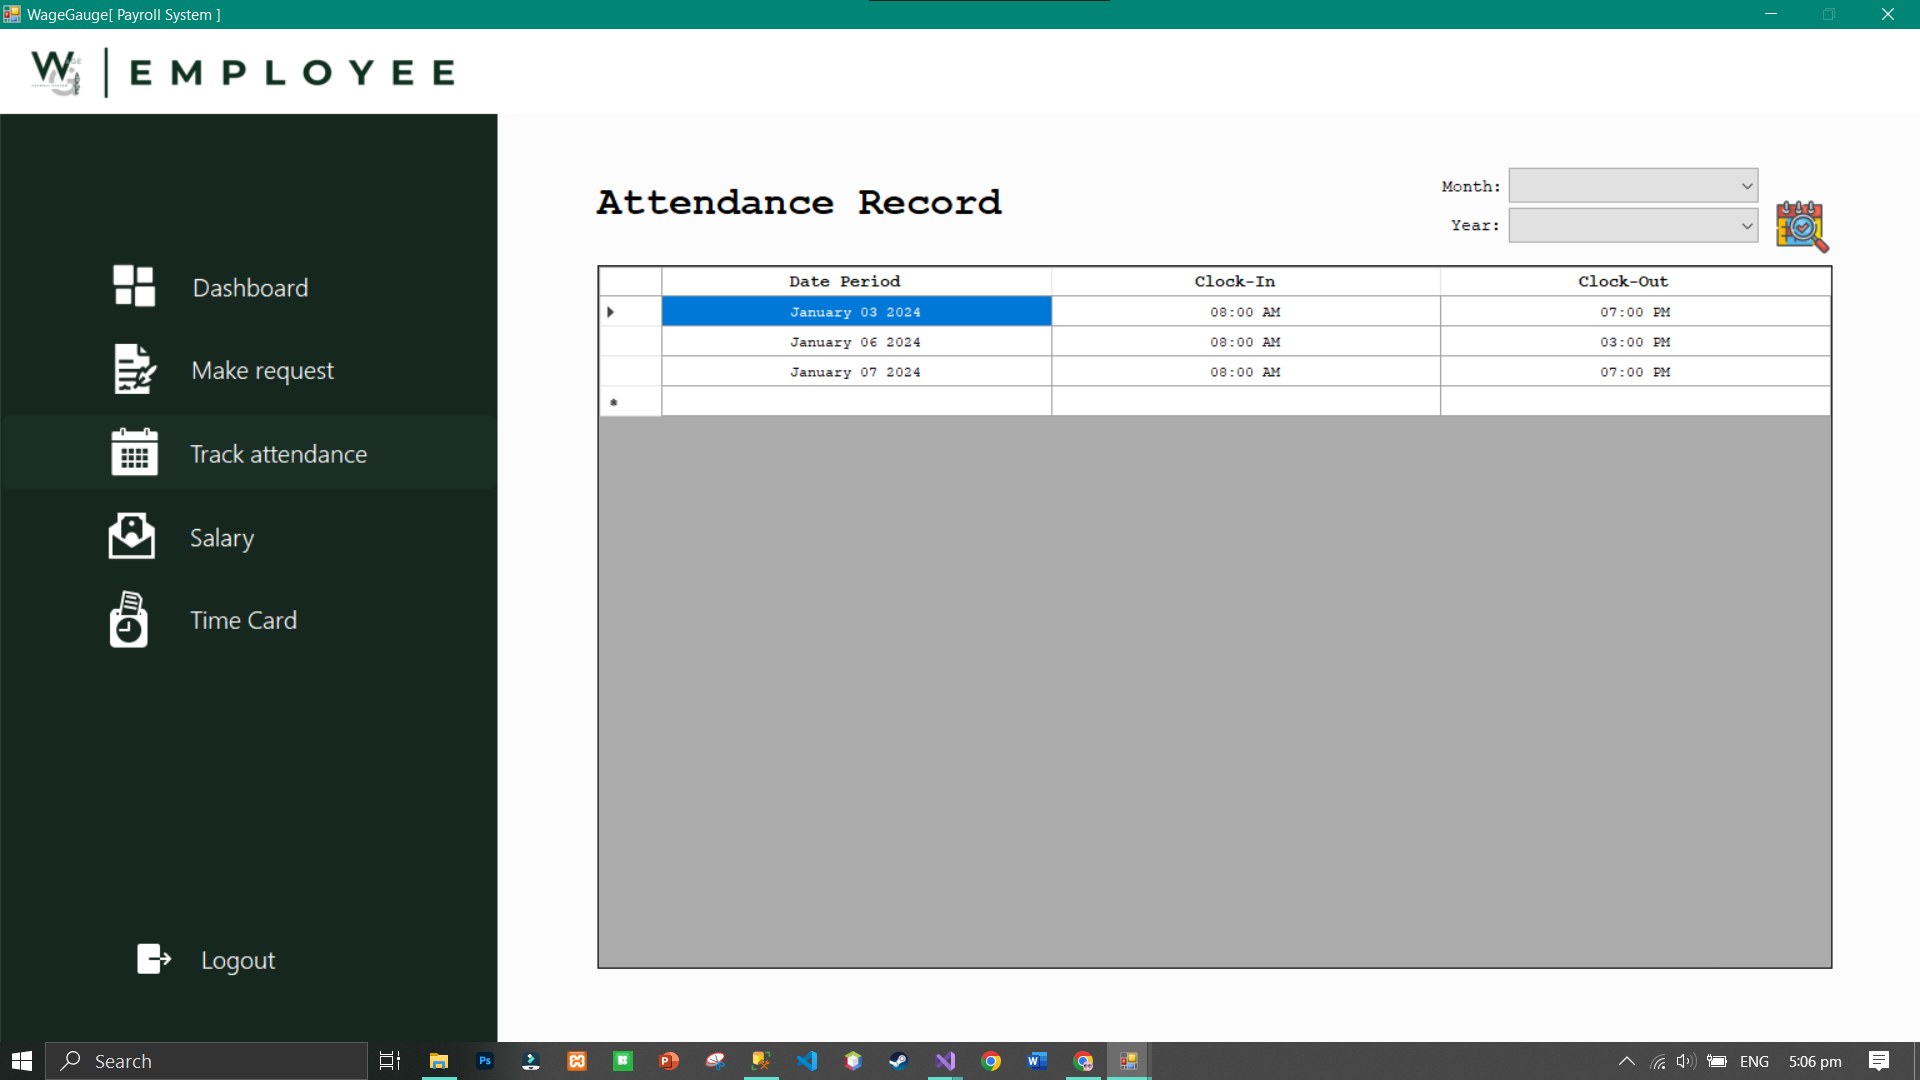 WageGauge[ Payroll System ]
W
EMPLOYEE
Dashboard
Make request
Track attendance
Salary
Time Card
Logout
Attendance Record
Month:
Year:
Date Period Clock-In Clock-Out
January 03 2024 08:00 AM 07:00 PM
January 06 2024 08:00 AM 03:00 PM
January 07 2024 08:00 AM 07:00 PM
Search
Ps
ENG
5:06 pm